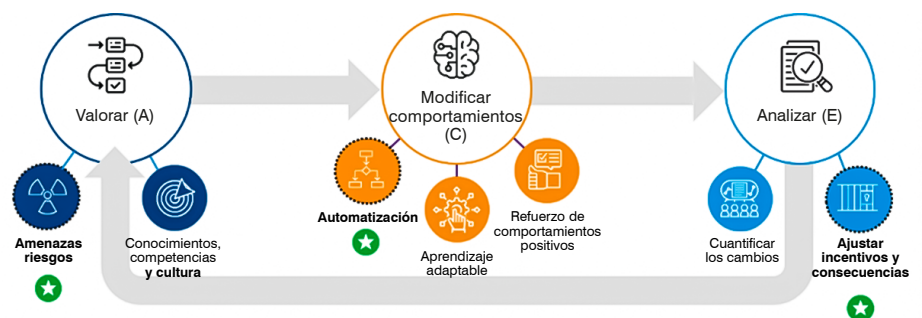 Valorar (A)
Amenazas
riesgos
Conocimientos,
competencias
y cultura
Modificar
comportamientos
(C)
Automatización
Aprendizaje
adaptable
Refuerzo de
comportamientos
positivos
Analizar (E)
Cuantificar
los cambios
Ajustar
incentivos y
consecuencias